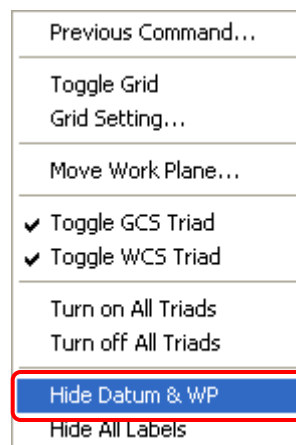 Previous Command...
Toggle Grid
Grid Setting...
Move Work Plane...
Toggle GCS Triad
Toggle WCS Triad
Turn on All Triads
Turn off All Triads
Hide Datum & WP
Hide All Labels